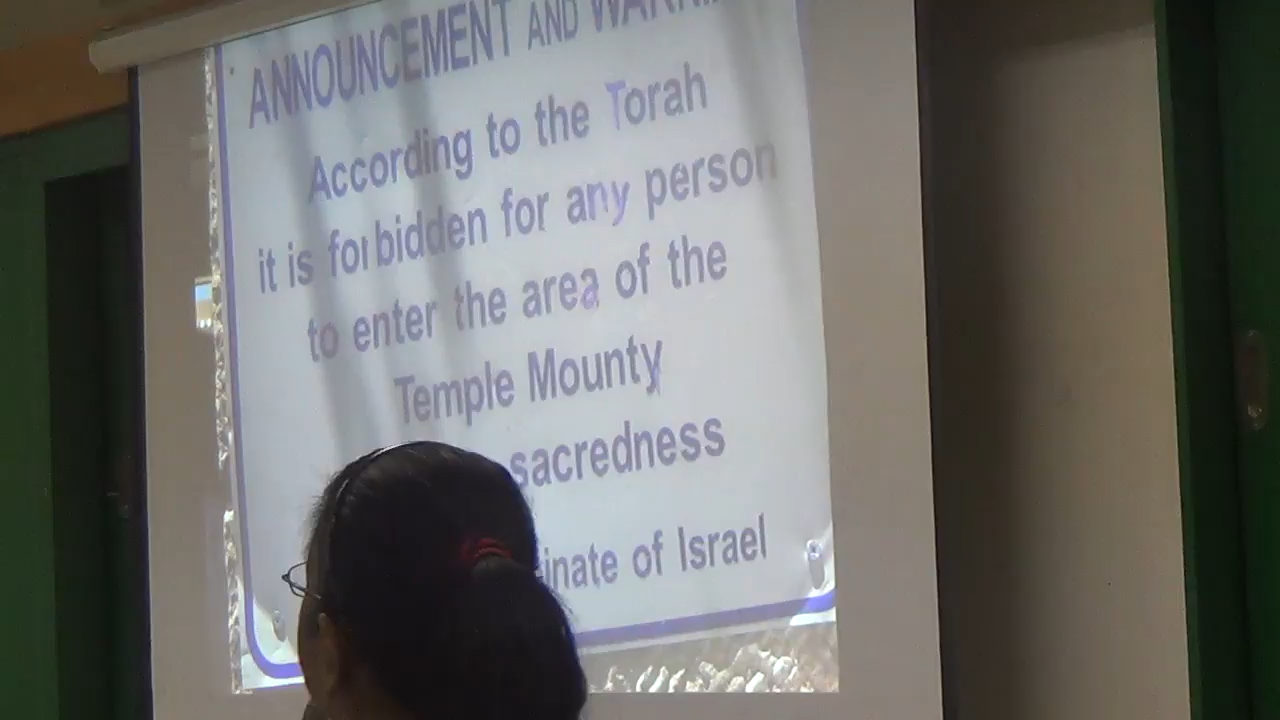 ANNOUNCEMENT AND
According to the Torah
it is forbidden for any person
to enter the area of the
Temple Mounty
sacredness
of Israel